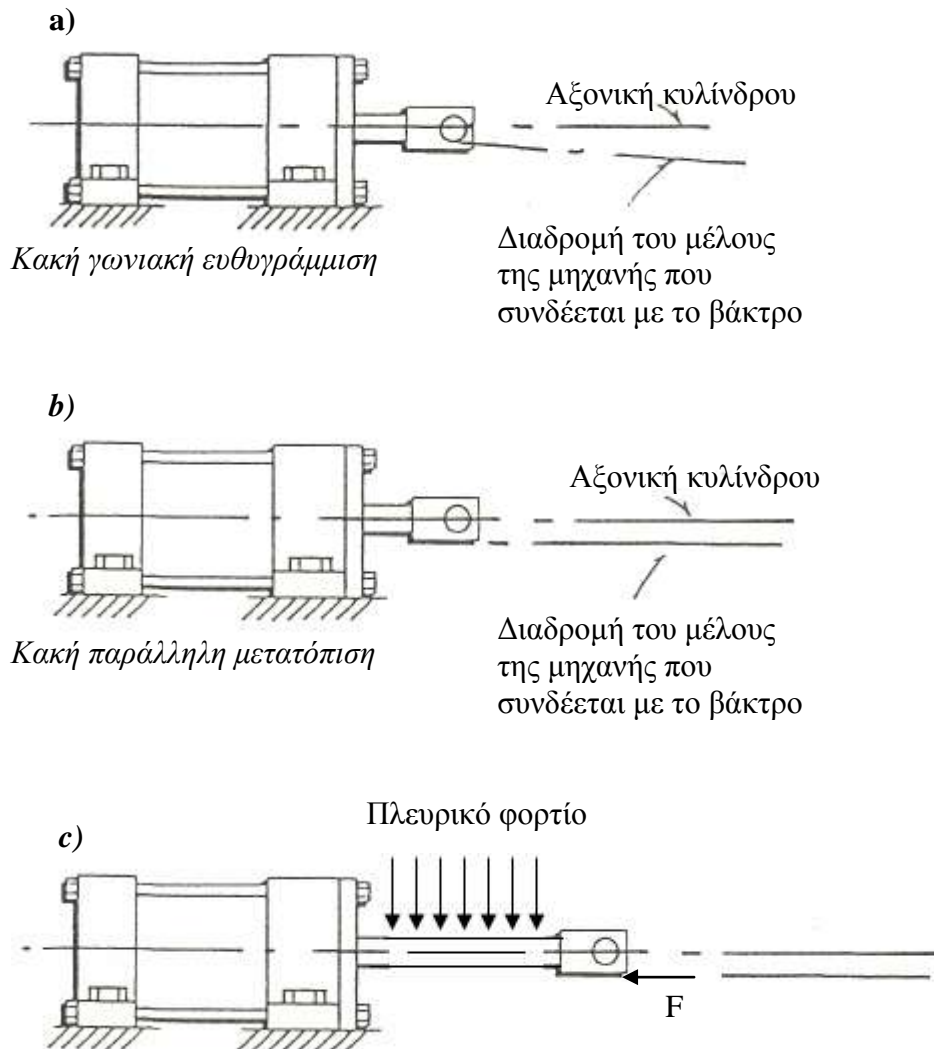 a)
Αξονική κυλίνδρου
Διαδρομή του μέλους
της μηχανής που
συνδέεται με το βάκτρο
Κακή γωνιακή ευθυγράμμιση
b)
Αξονική κυλίνδρου
Διαδρομή του μέλους
της μηχανής που
συνδέεται με το βάκτρο
Κακή παράλληλη μετατόπιση
Πλευρικό φορτίο
c)
F